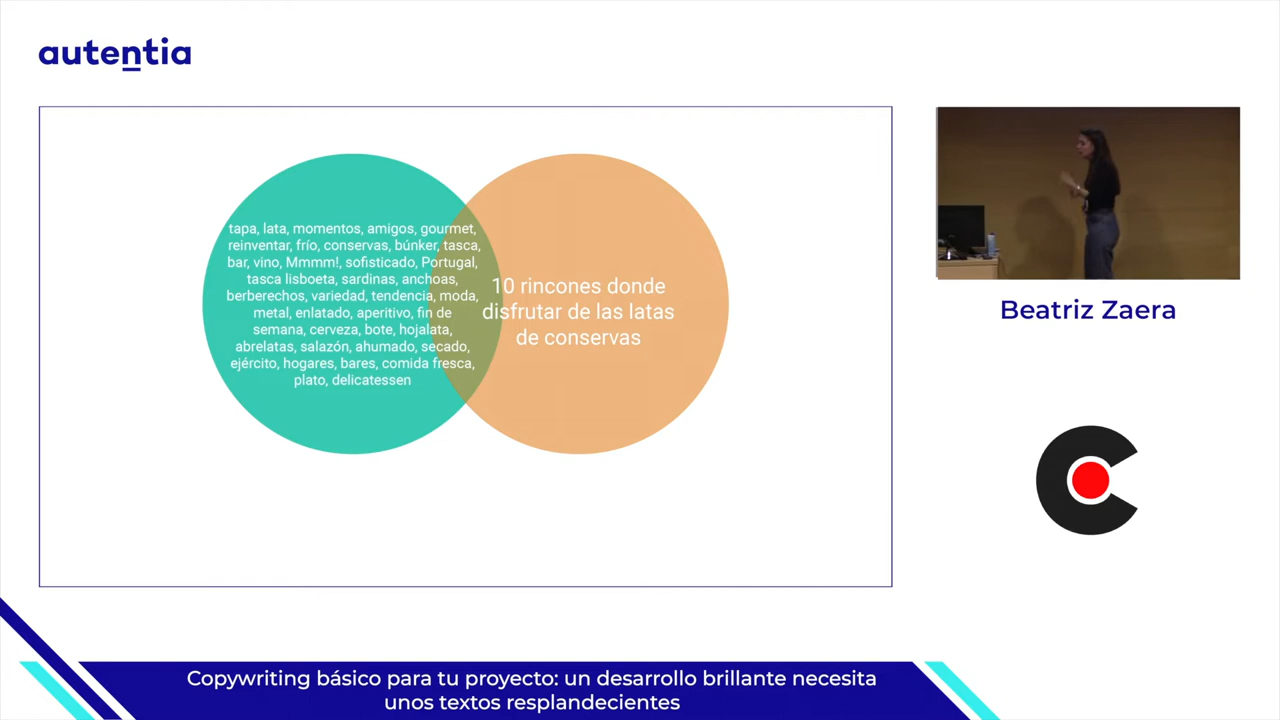 autentia
tapa, lata, momentos, amigos, gourmet,
reinventar, frío, conservas, búnker, tasca,
bar, vino, Mmmm!, sofisticado, Portugal,
tasca lisboeta, sardinas, anchoas,
berberechos, variedad, tendencia, moda,
metal, enlatado, aperitivo, fin de
semana, cerveza, bote, hojalata,
abrelatas, salazón, ahumado, secado,
ejército, hogares, bares, comida fresca,
plato, delicatessen
10 rincones donde
disfrutar de las latas
de conservas
Beatriz Zaera
Copywriting básico para tu proyecto: un desarrollo brillante necesita
unos textos resplandecientes